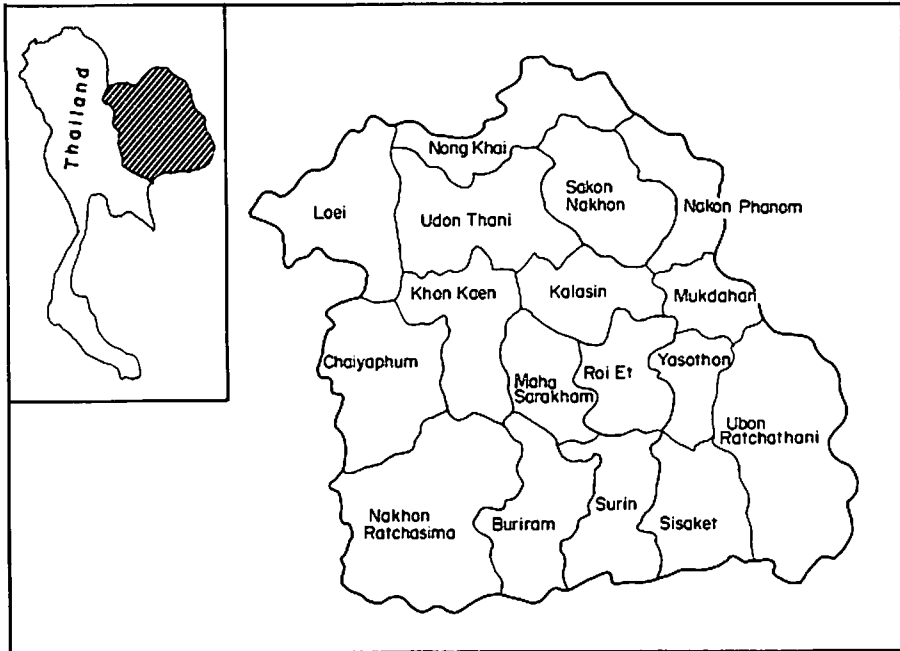 Thailand
Nong Khai
Loei
Udon Thani
Sakon
Nakhon
Nakon Phanom
Khon Kaen
Kalasin
Mukdahan
Chaiyaphum
Maha
Sarakham
Roi Et
Yasothon
Ubon
Ratchathani
Nakhon
Ratchasima
Buriram
Surin
Sisaket